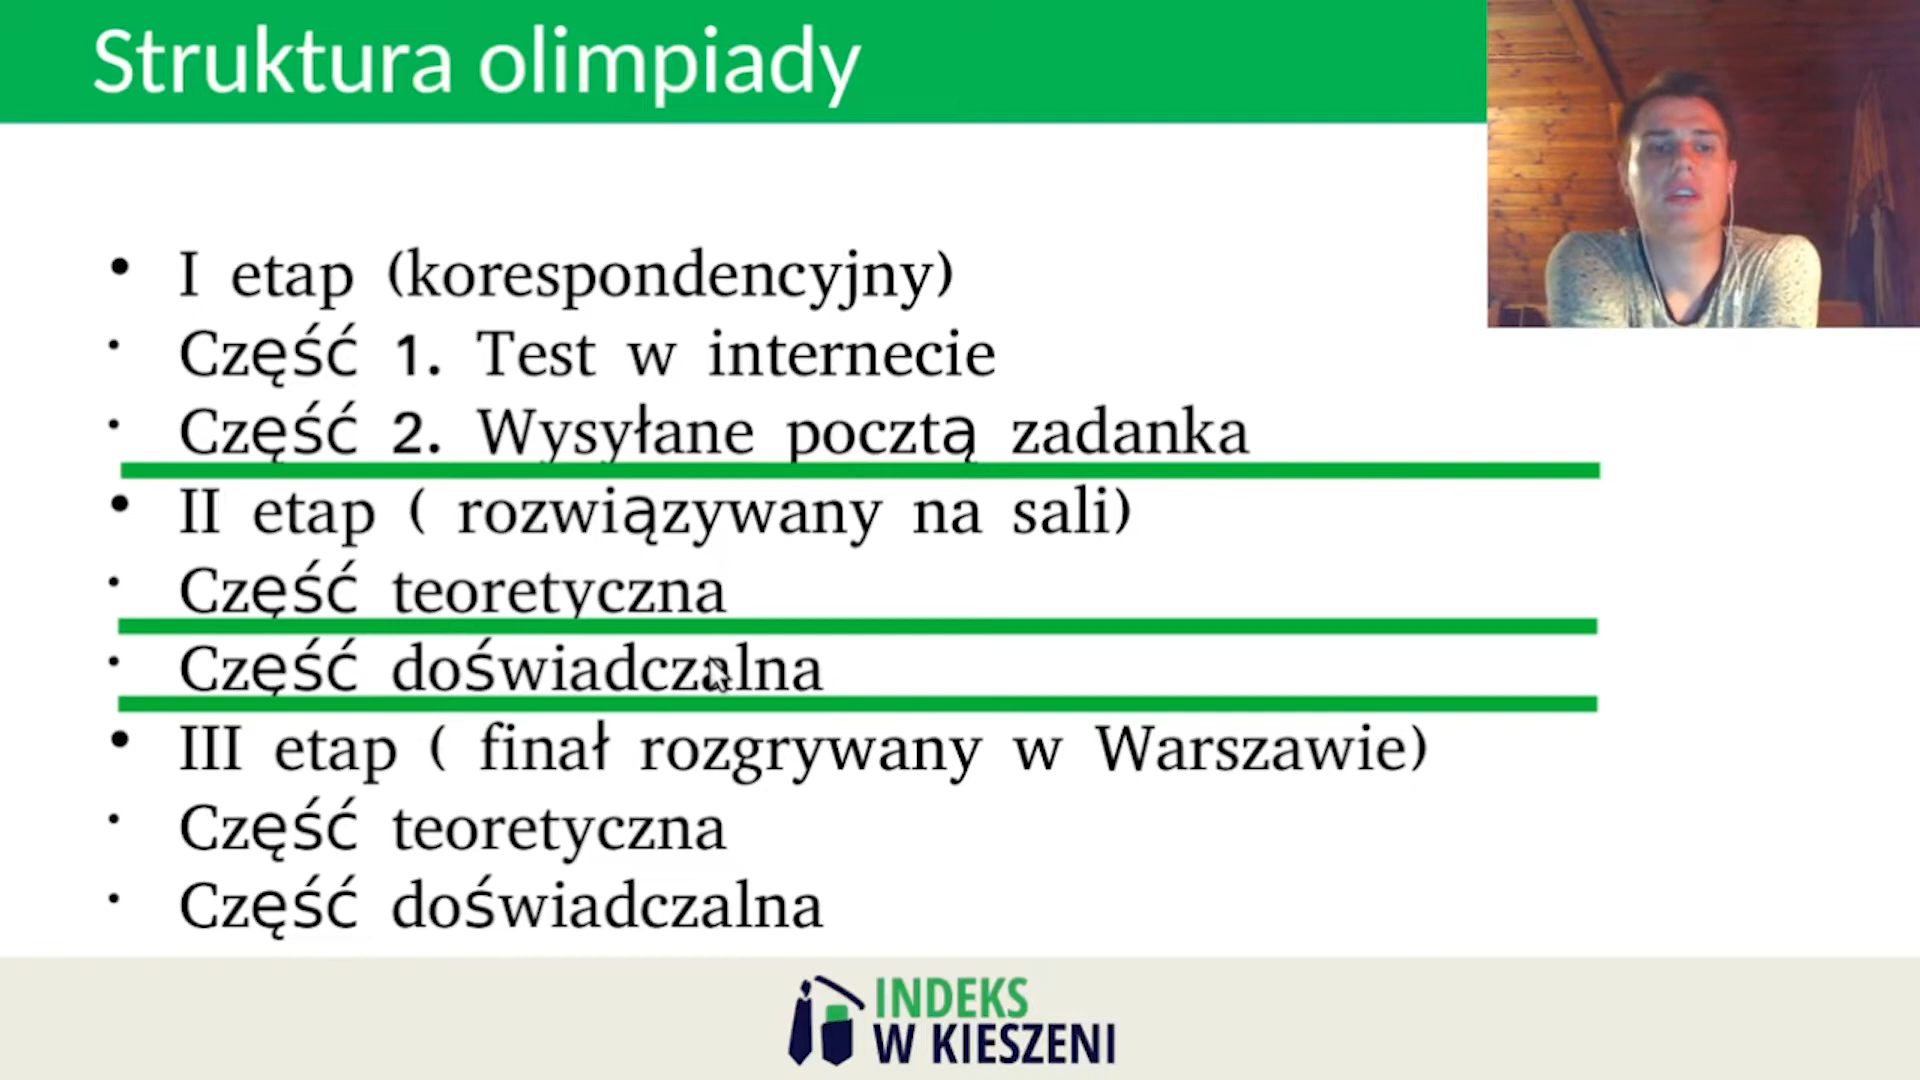 Struktura olimpiady
• I etap (korespondencyjny)
• Część 1. Test w internecie
• Część 2. Wysyłane pocztą zadanka
• II etap ( rozwiązywany na sali)
• Część teoretyczna
• Część doświadczalna
• III etap ( finał rozgrywany w Warszawie)
• Część teoretyczna
• Część doświadczalna
INDEKS
W KIESZENI